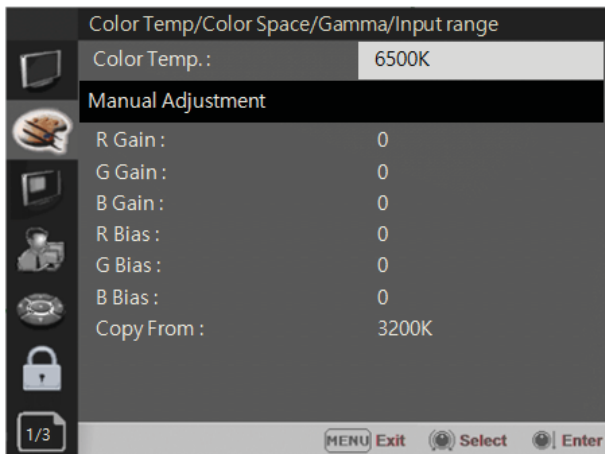 Color Temp/Color Space/Gamma/Input range
Color Temp. : 6500K
Manual Adjustment
R Gain : 0
G Gain : 0
B Gain : 0
R Bias : 0
G Bias : 0
B Bias : 0
Copy From : 3200K
1/3 MENU Exit Select Enter